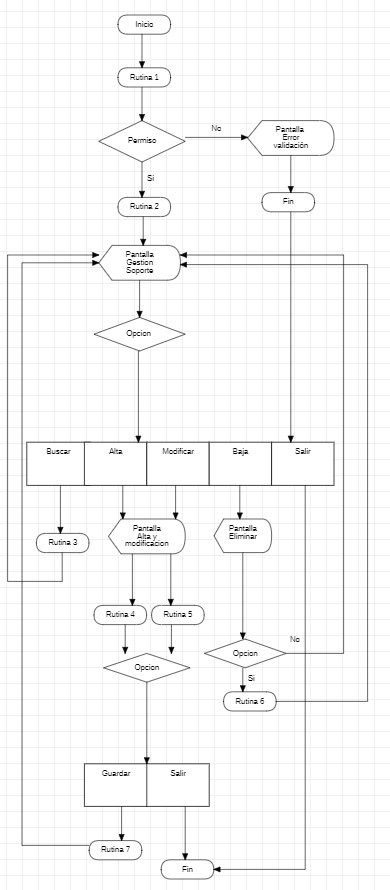 Inicio
Rutina 1
Permiso
No
Pantalla
Error
validación
Si
Rutina 2
Fin
Pantalla
Gestion
Soporte
Opcion
Buscar
Alta
Modificar
Baja
Salir
Pantalla
Alta y
modificacion
Pantalla
Eliminar
Rutina 3
Rutina 4
Rutina 5
Opcion
Opcion
No
Si
Rutina 6
Guardar
Salir
Rutina 7
Fin